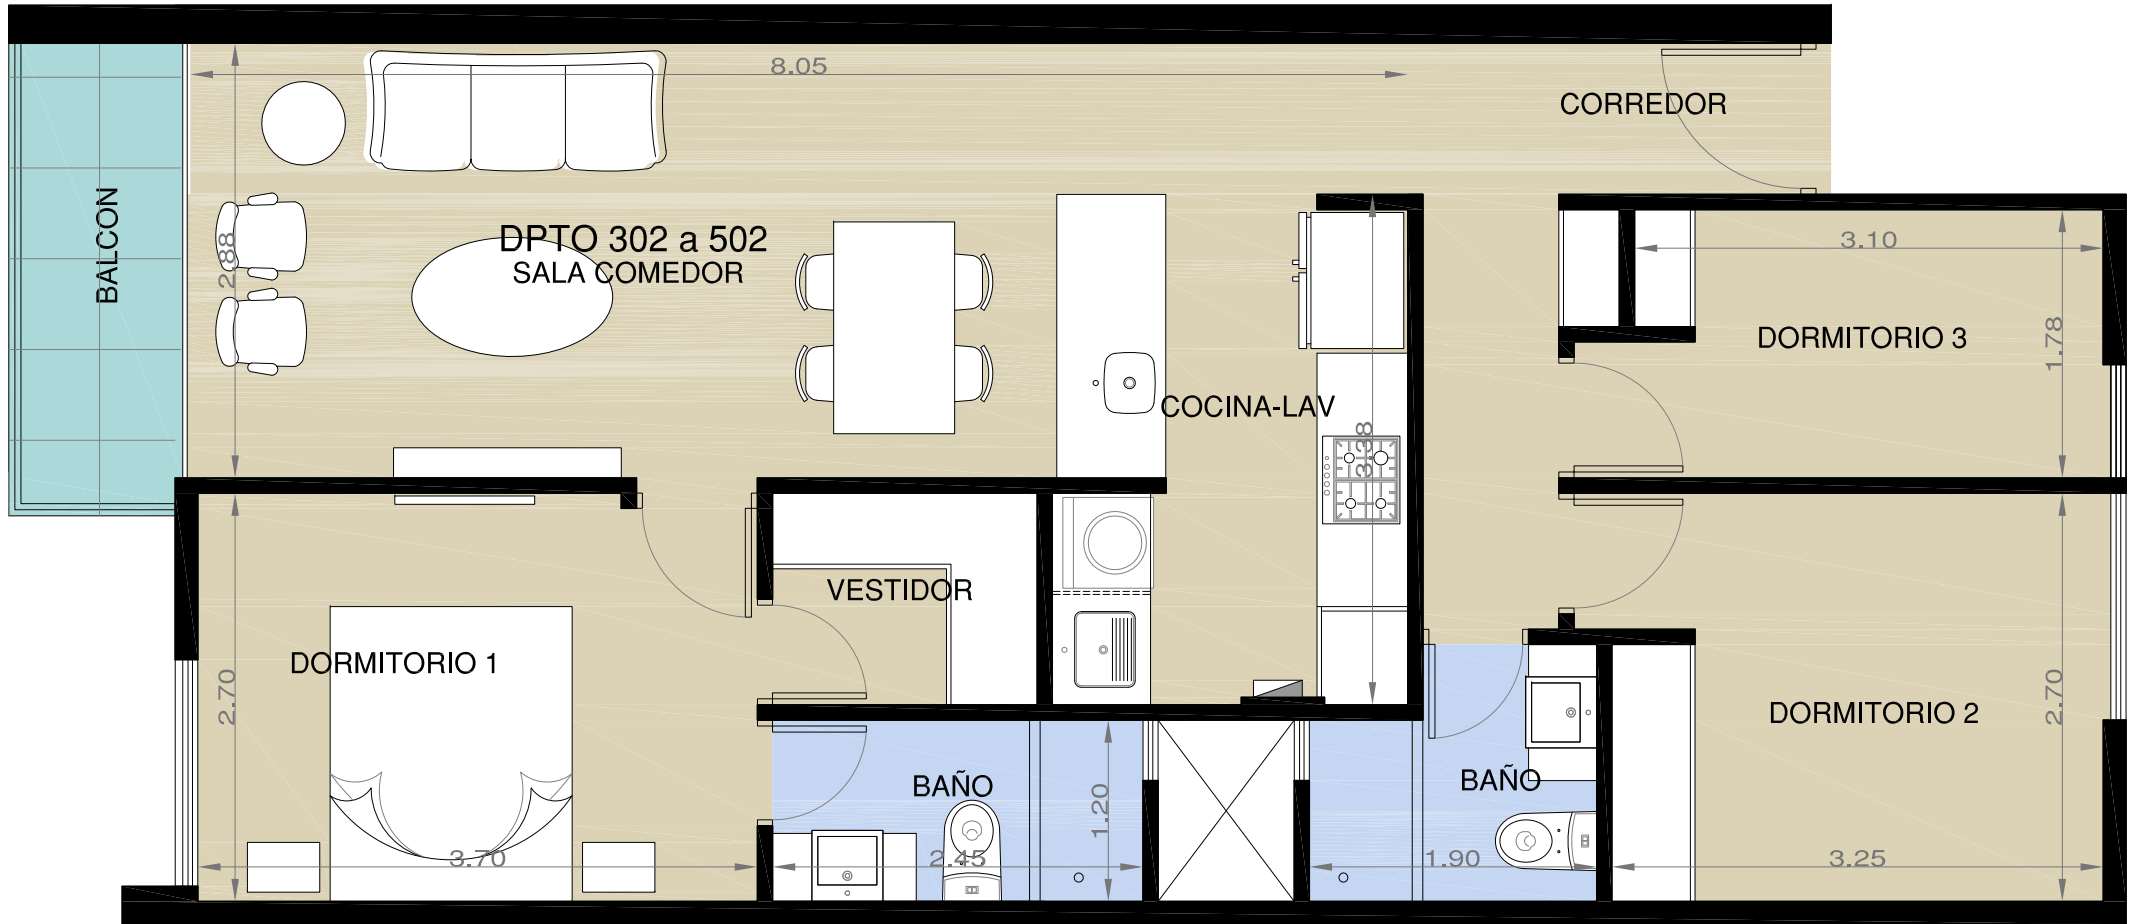 8.05
CORREDOR
BALCON
2.88
DPTO 302 a 502
SALA COMEDOR
3.10
DORMITORIO 3
1.78
COCINA-LAV
3.38
VESTIDOR
DORMITORIO 1
2.70
DORMITORIO 2
2.70
BAÑO
1.20
BAÑO
3.70
2.45
1.90
3.25